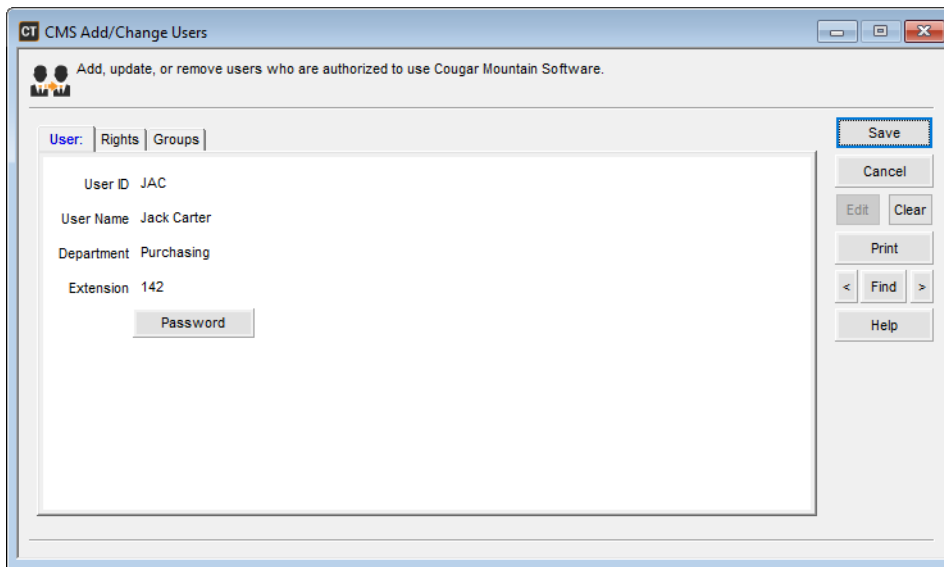 CT CMS Add/Change Users
Add, update, or remove users who are authorized to use Cougar Mountain Software.
User: Rights Groups
User ID JAC
User Name Jack Carter
Department Purchasing
Extension 142
Password
Save
Cancel
Edit Clear
Print
< Find >
Help